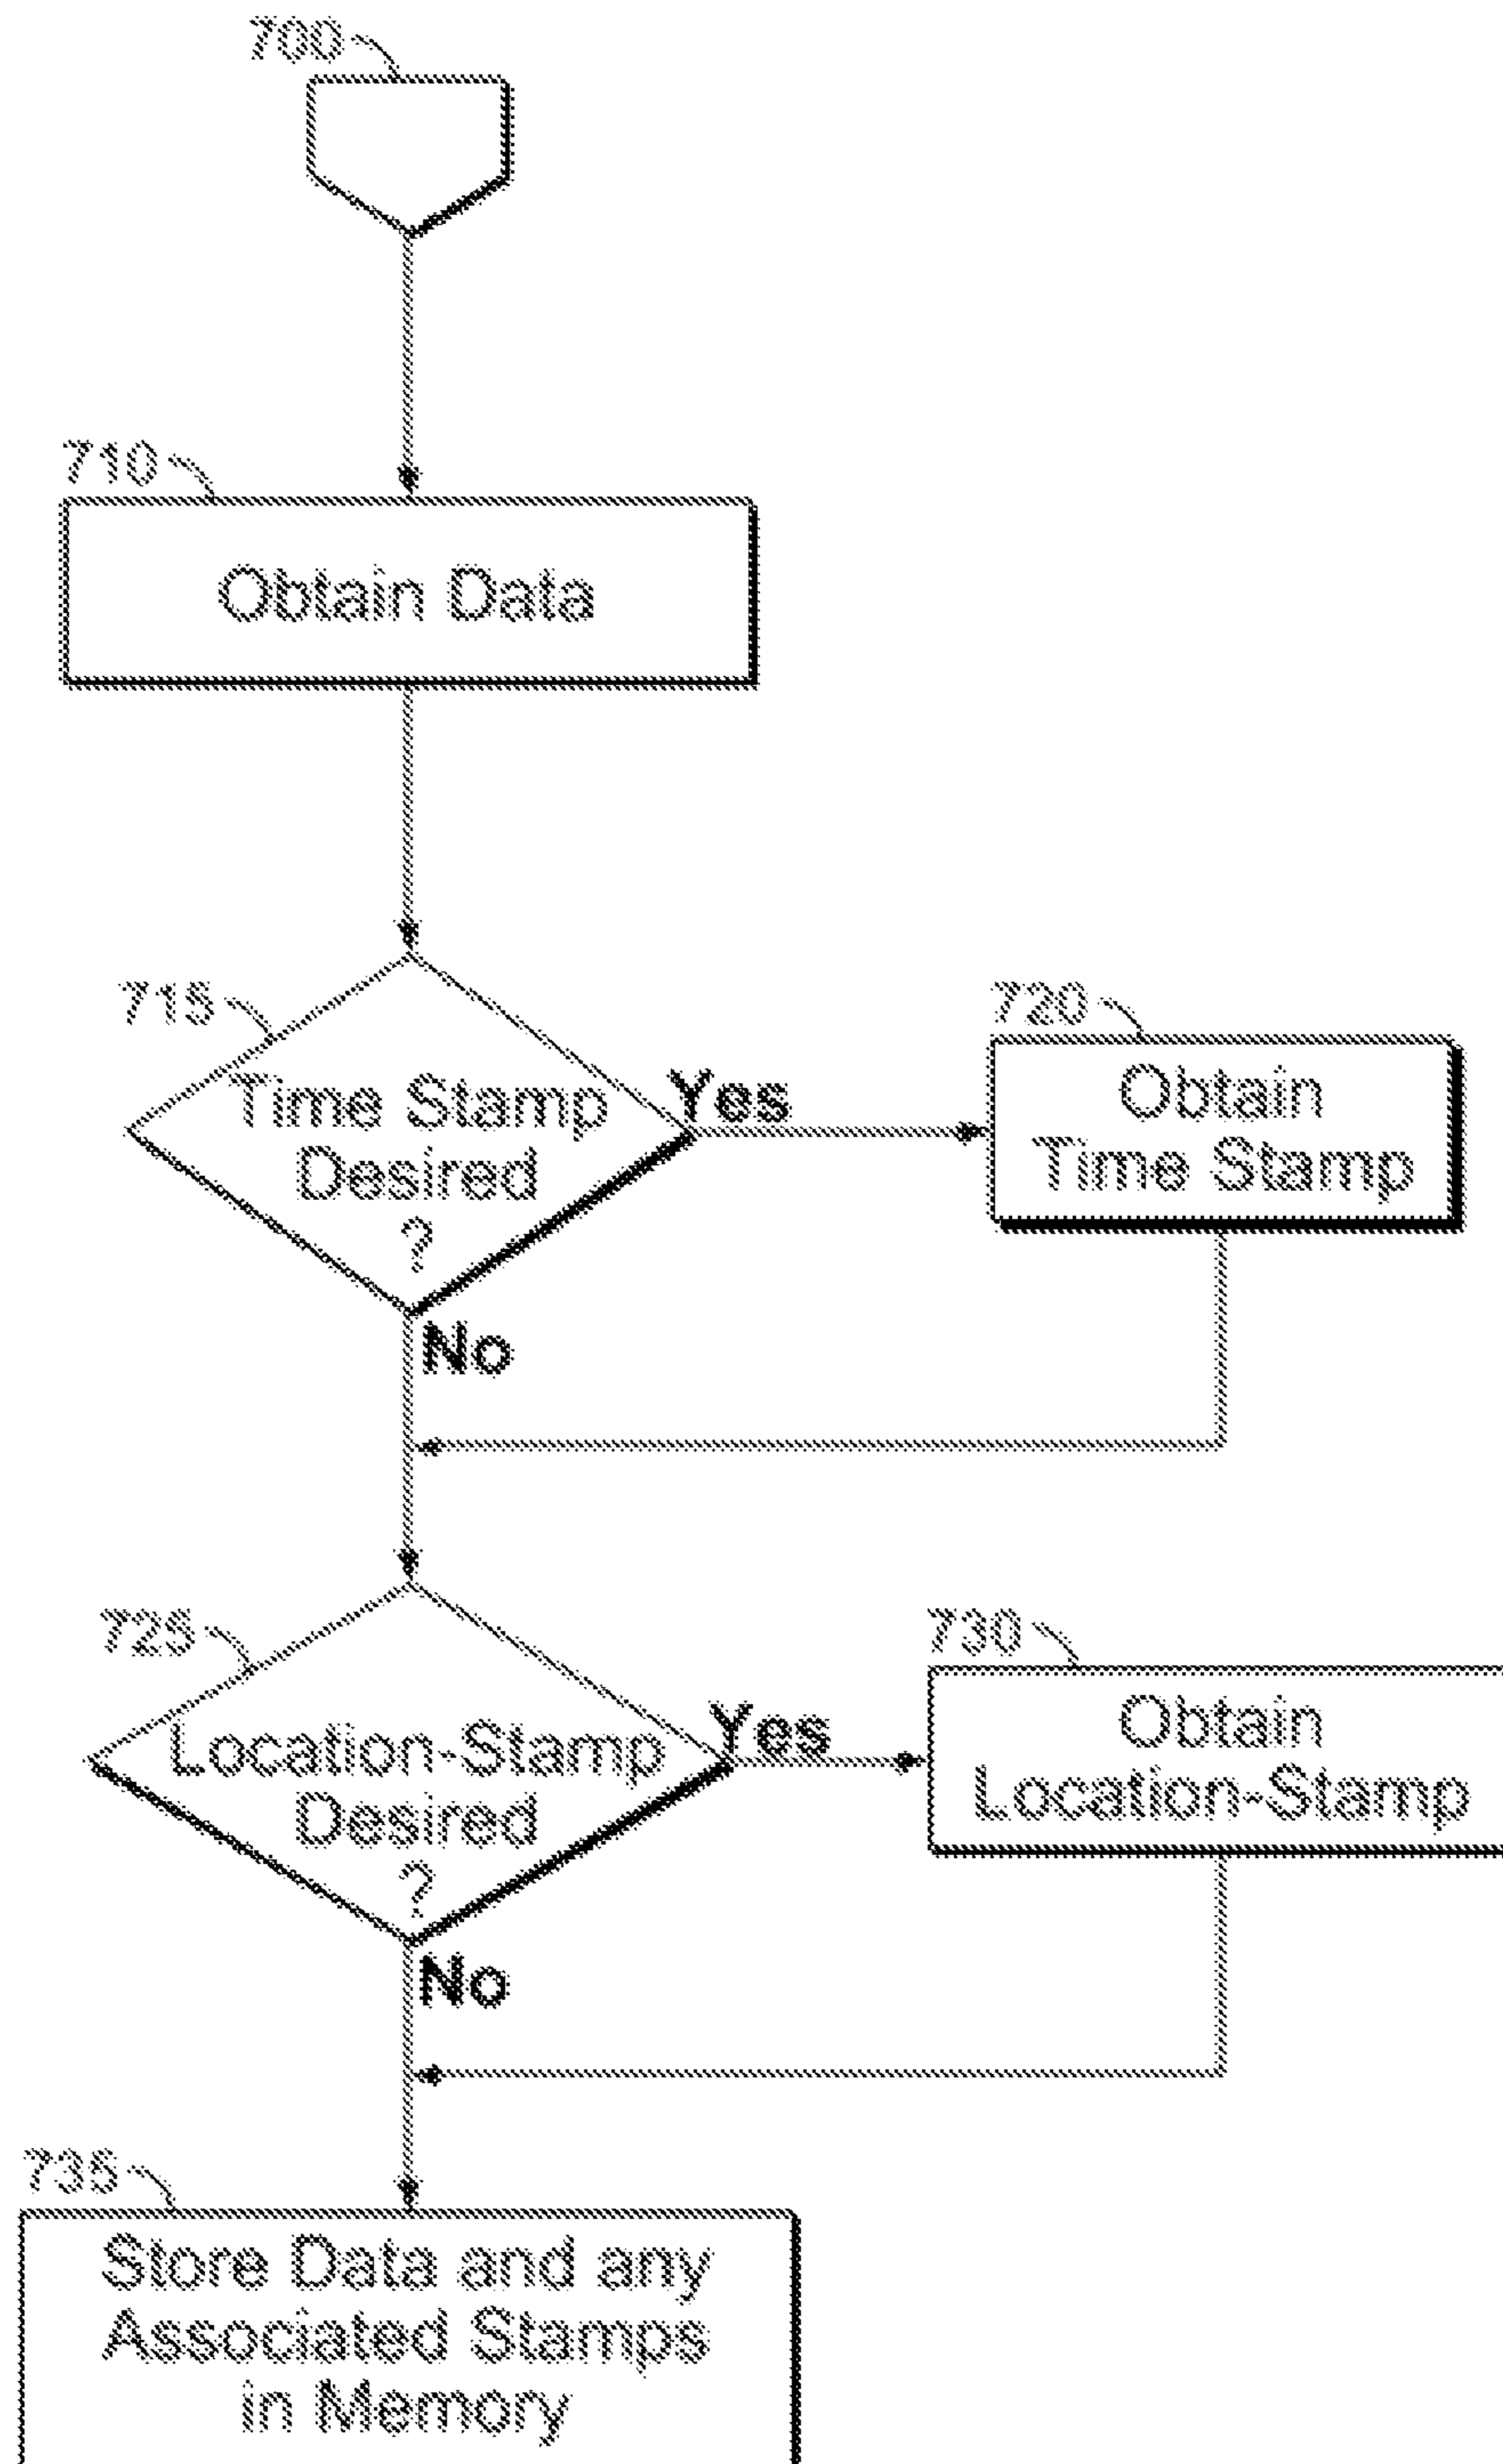 700
710
Obtain Data
715
Time Stamp
Desired
?
Yes
720
Obtain
Time Stamp
No
725
Location-Stamp
Desired
?
Yes
730
Obtain
Location-Stamp
No
735
Store Data and any
Associated Stamps
in Memory